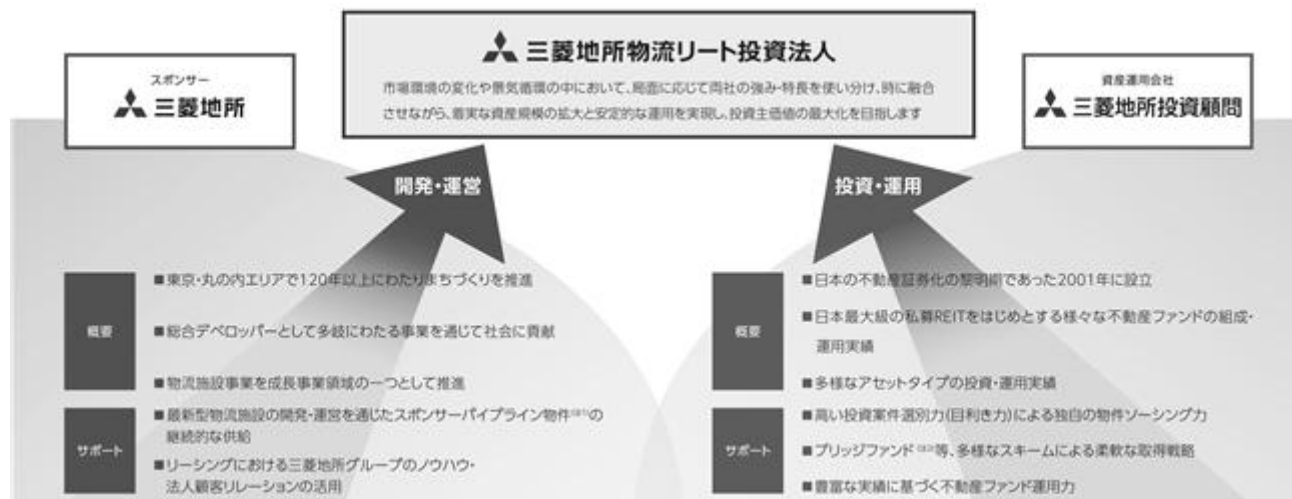 三菱地所物流リート投資法人
市場環境の変化や景気循環の中において、局面に応じて両社の強み・特長を使い分け、時に融合
させながら、着実な資産規模の拡大と安定的な運用を実現し、投資主価値の最大化を目指します
スポンサー
三菱地所
資産運用会社
三菱地所投資顧問
開発・運営
投資・運用
概要
■東京・丸の内エリアで120年以上にわたりまちづくりを推進
■総合デベロッパーとして多岐にわたる事業を通じて社会に貢献
■物流施設事業を成長事業領域の一つとして推進
サポート
■最新型物流施設の開発・運営を通じたスポンサーパイプライン物件の
継続的な供給
■リーシングにおける三菱地所グループのノウハウ・
法人顧客リレーションの活用
概要
■日本の不動産証券化の黎明期であった2001年に設立
■日本最大級の私募REITをはじめとする様々な不動産ファンドの組成・
運用実績
■多様なアセットタイプの投資・運用実績
サポート
■高い投資案件選別力(目利き力)による独自の物件ソーシング力
■ブリッジファンド等、多様なスキームによる柔軟な取得戦略
■豊富な実績に基づく不動産ファンド運用力